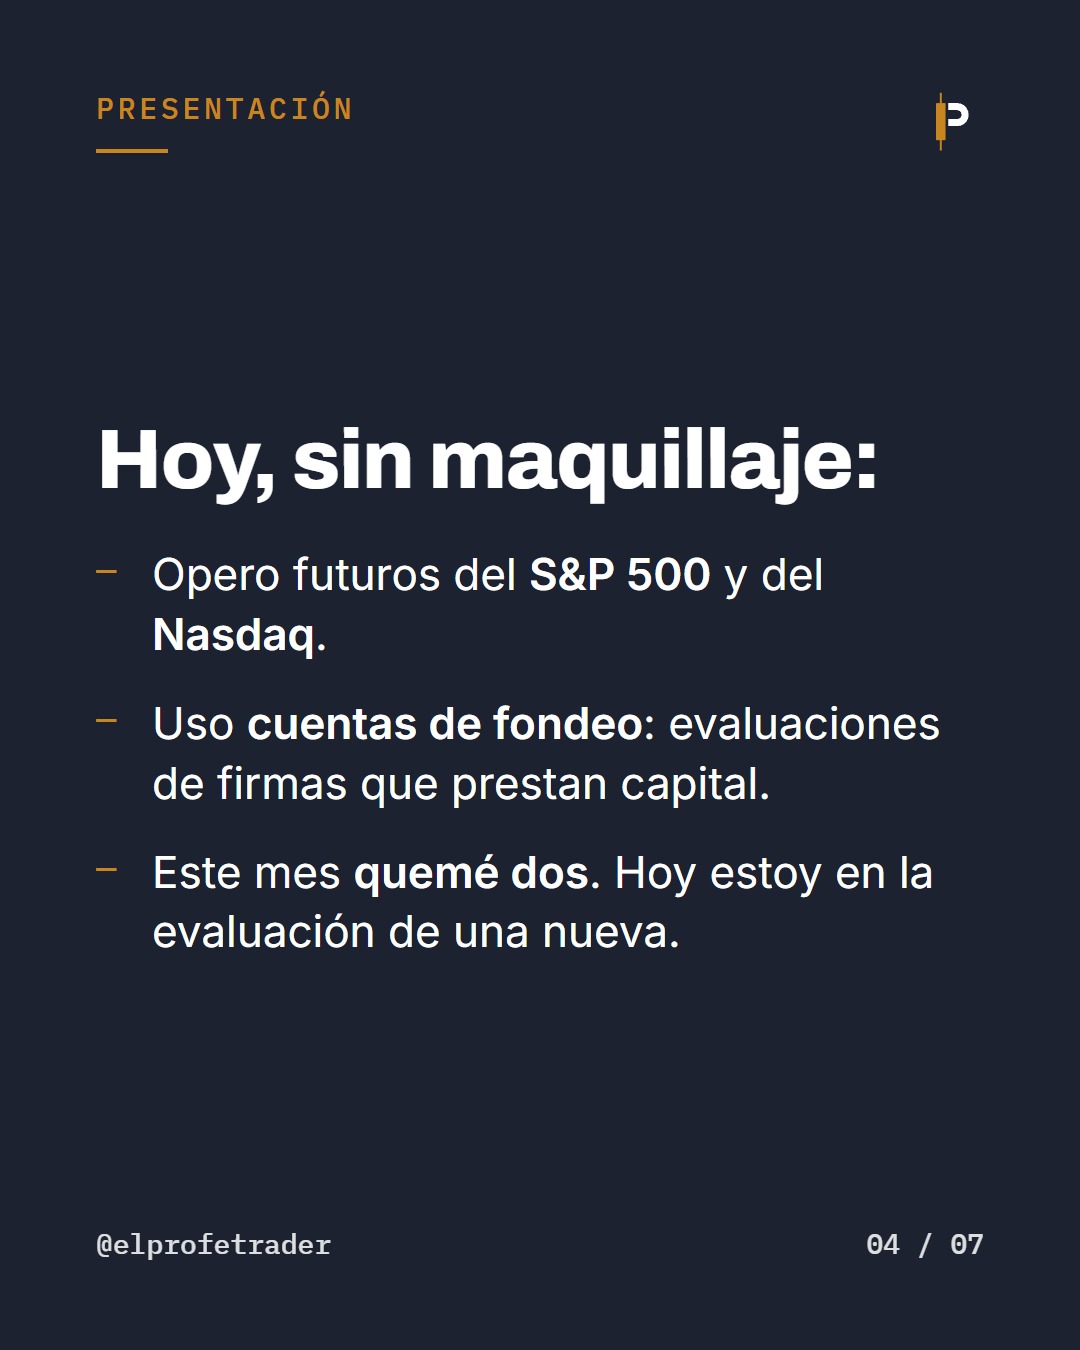 PRESENTACIÓN
Hoy, sin maquillaje:
– Opero futuros del S&P 500 y del
Nasdaq.
– Uso cuentas de fondeo: evaluaciones
de firmas que prestan capital.
– Este mes quemé dos. Hoy estoy en la
evaluación de una nueva.
@elprofetrader
04 / 07